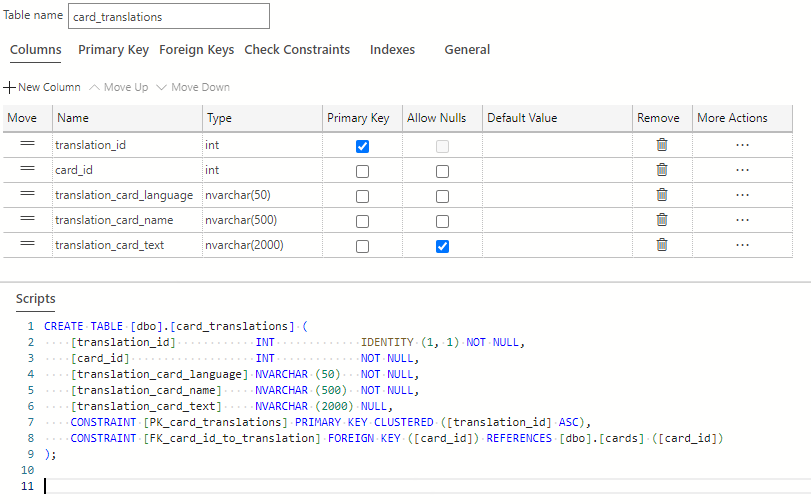 Table name card_translations
Columns Primary Key Foreign Keys Check Constraints Indexes General
New Column Move Up Move Down
Move Name Type Primary Key Allow Nulls Default Value Remove More Actions
translation_id int
card_id int
translation_card_language nvarchar(50)
translation_card_name nvarchar(500)
translation_card_text nvarchar(2000)
Scripts
1 CREATE TABLE [dbo].[card_translations] (
2 [translation_id] INT IDENTITY (1, 1) NOT NULL,
3 [card_id] INT NOT NULL,
4 [translation_card_language] NVARCHAR (50) NOT NULL,
5 [translation_card_name] NVARCHAR (500) NOT NULL,
6 [translation_card_text] NVARCHAR (2000) NULL,
7 CONSTRAINT [PK_card_translations] PRIMARY KEY CLUSTERED ([translation_id] ASC),
8 CONSTRAINT [FK_card_id_to_translation] FOREIGN KEY ([card_id]) REFERENCES [dbo].[cards] ([card_id])
9 );
10
11